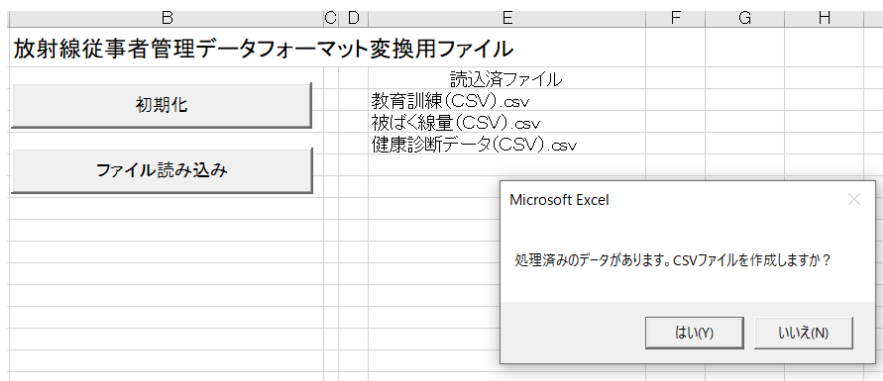 B C D E F G H
放射線従事者管理データフォーマット変換用ファイル
読込済ファイル
初期化
教育訓練(CSV).csv
被ばく線量(CSV).csv
健康診断データ(CSV).csv
ファイル読み込み
Microsoft Excel
処理済みのデータがあります。CSVファイルを作成しますか？
はい(Y) いいえ(N)